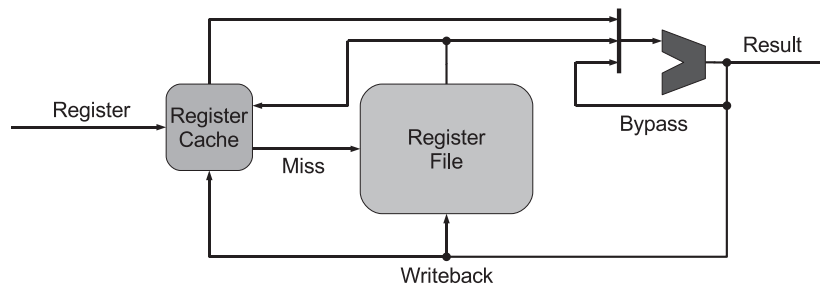 Register
Register
Cache
Miss
Register
File
Bypass
Result
Writeback